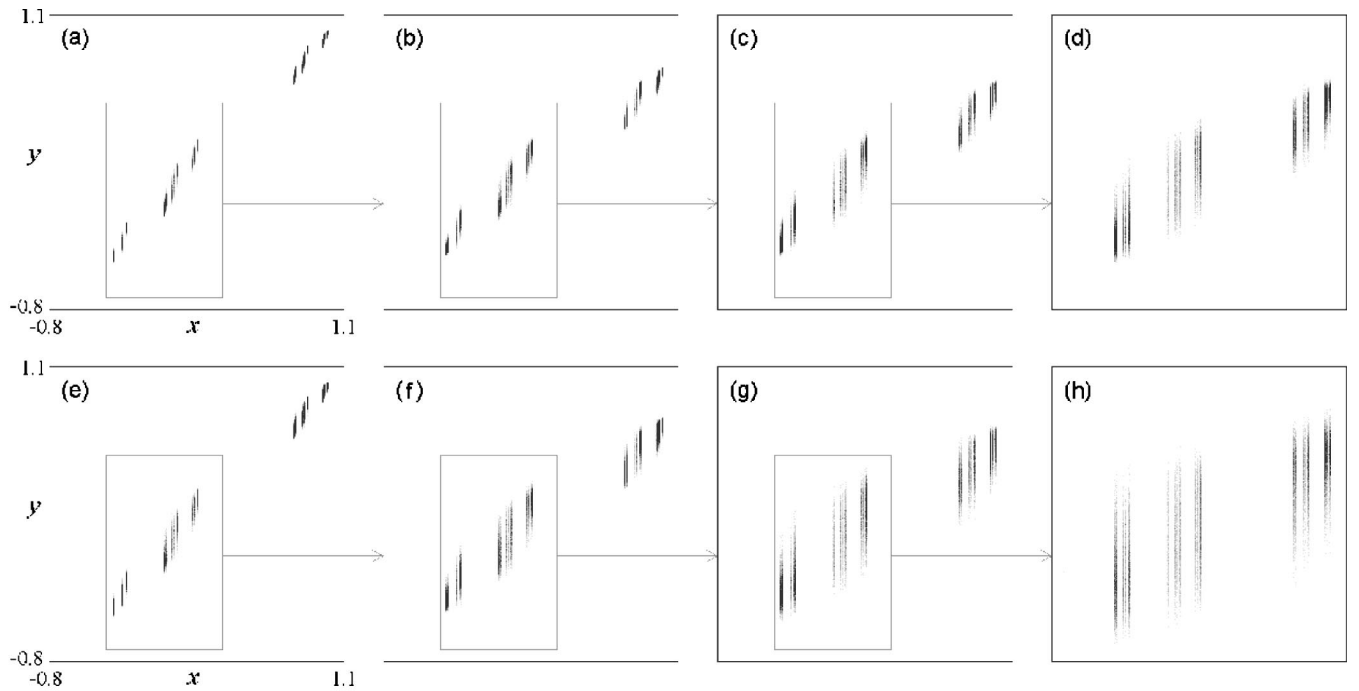 1.1
(a) (b) (c) (d)
y
-0.8
-0.8 x 1.1
1.1
(e) (f) (g) (h)
y
-0.8
-0.8 x 1.1